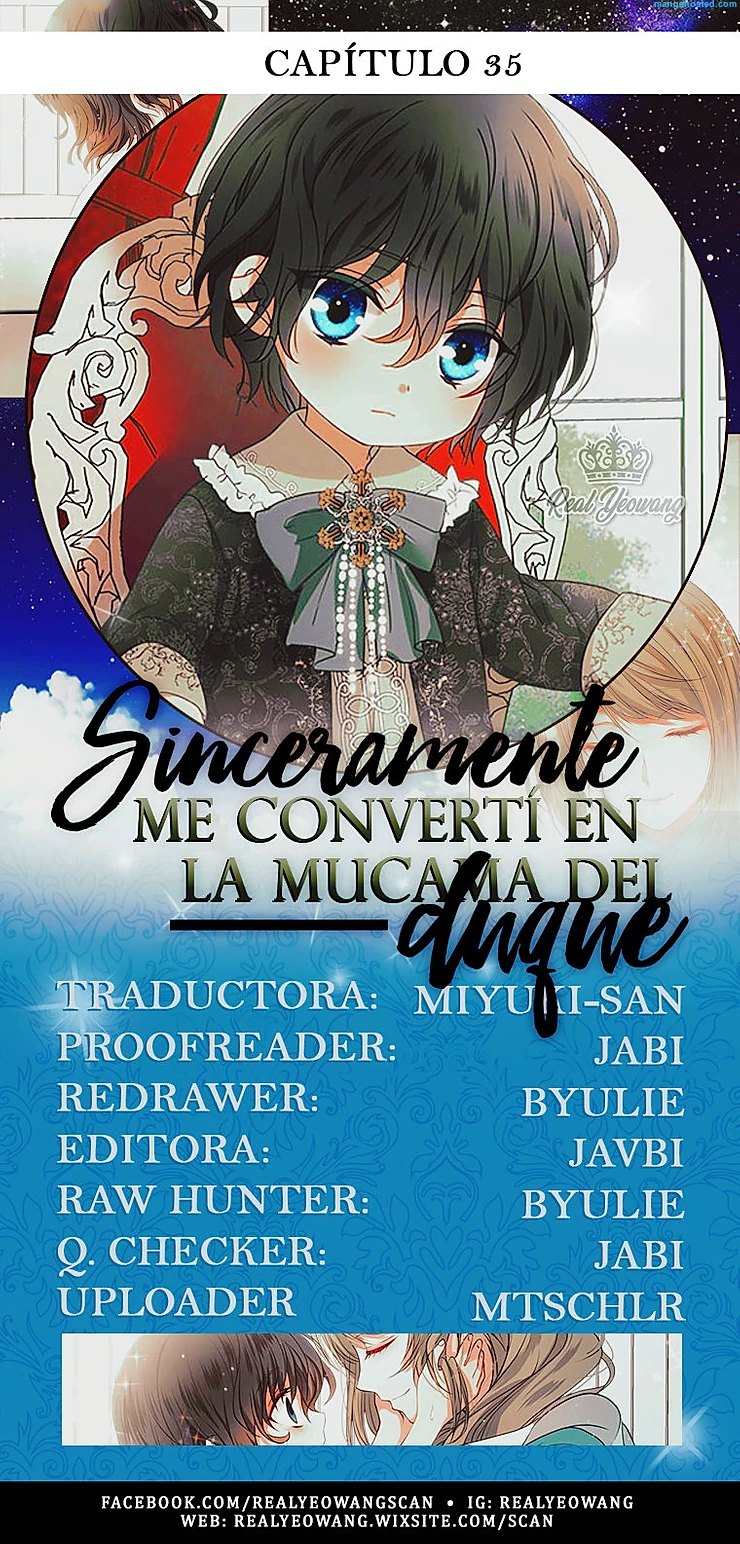 mangahosted.com
CAPÍTULO 35
Real Yeowang
Sinceramente
ME CONVERTÍ EN
LA MUCAMA DEL
duque
TRADUCTORA: MIYUKI-SAN
PROOFREADER: JABI
REDRAWER: BYULIE
EDITORA: JAVBI
RAW HUNTER: BYULIE
Q. CHECKER: JABI
UPLOADER MTSCHLR
FACEBOOK.COM/REALYEOWANGSCAN • IG: REALYEOWANG
WEB: REALYEOWANG.WIXSITE.COM/SCAN